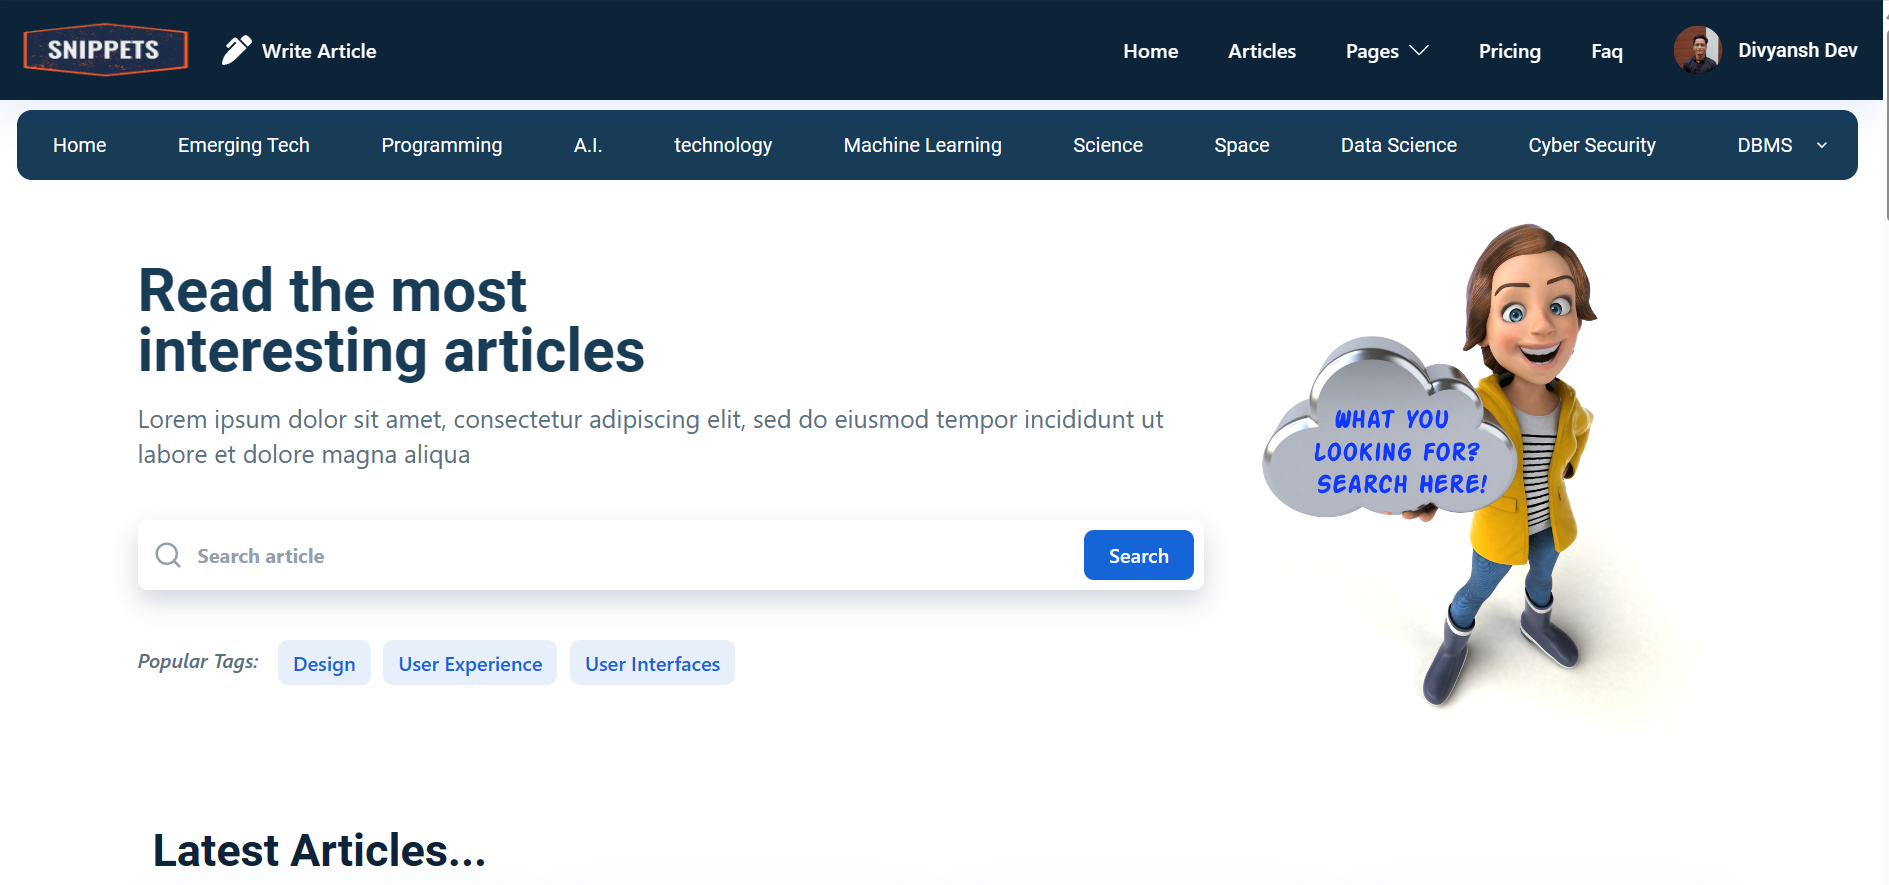 SNIPPETS
Write Article
Home
Articles
Pages
Pricing
Faq
Divyansh Dev
Home
Emerging Tech
Programming
A.I.
technology
Machine Learning
Science
Space
Data Science
Cyber Security
DBMS
Read the most
interesting articles
Lorem ipsum dolor sit amet, consectetur adipiscing elit, sed do eiusmod tempor incididunt ut
labore et dolore magna aliqua
WHAT YOU
LOOKING FOR?
SEARCH HERE!
Search article
Search
Popular Tags:
Design
User Experience
User Interfaces
Latest Articles...